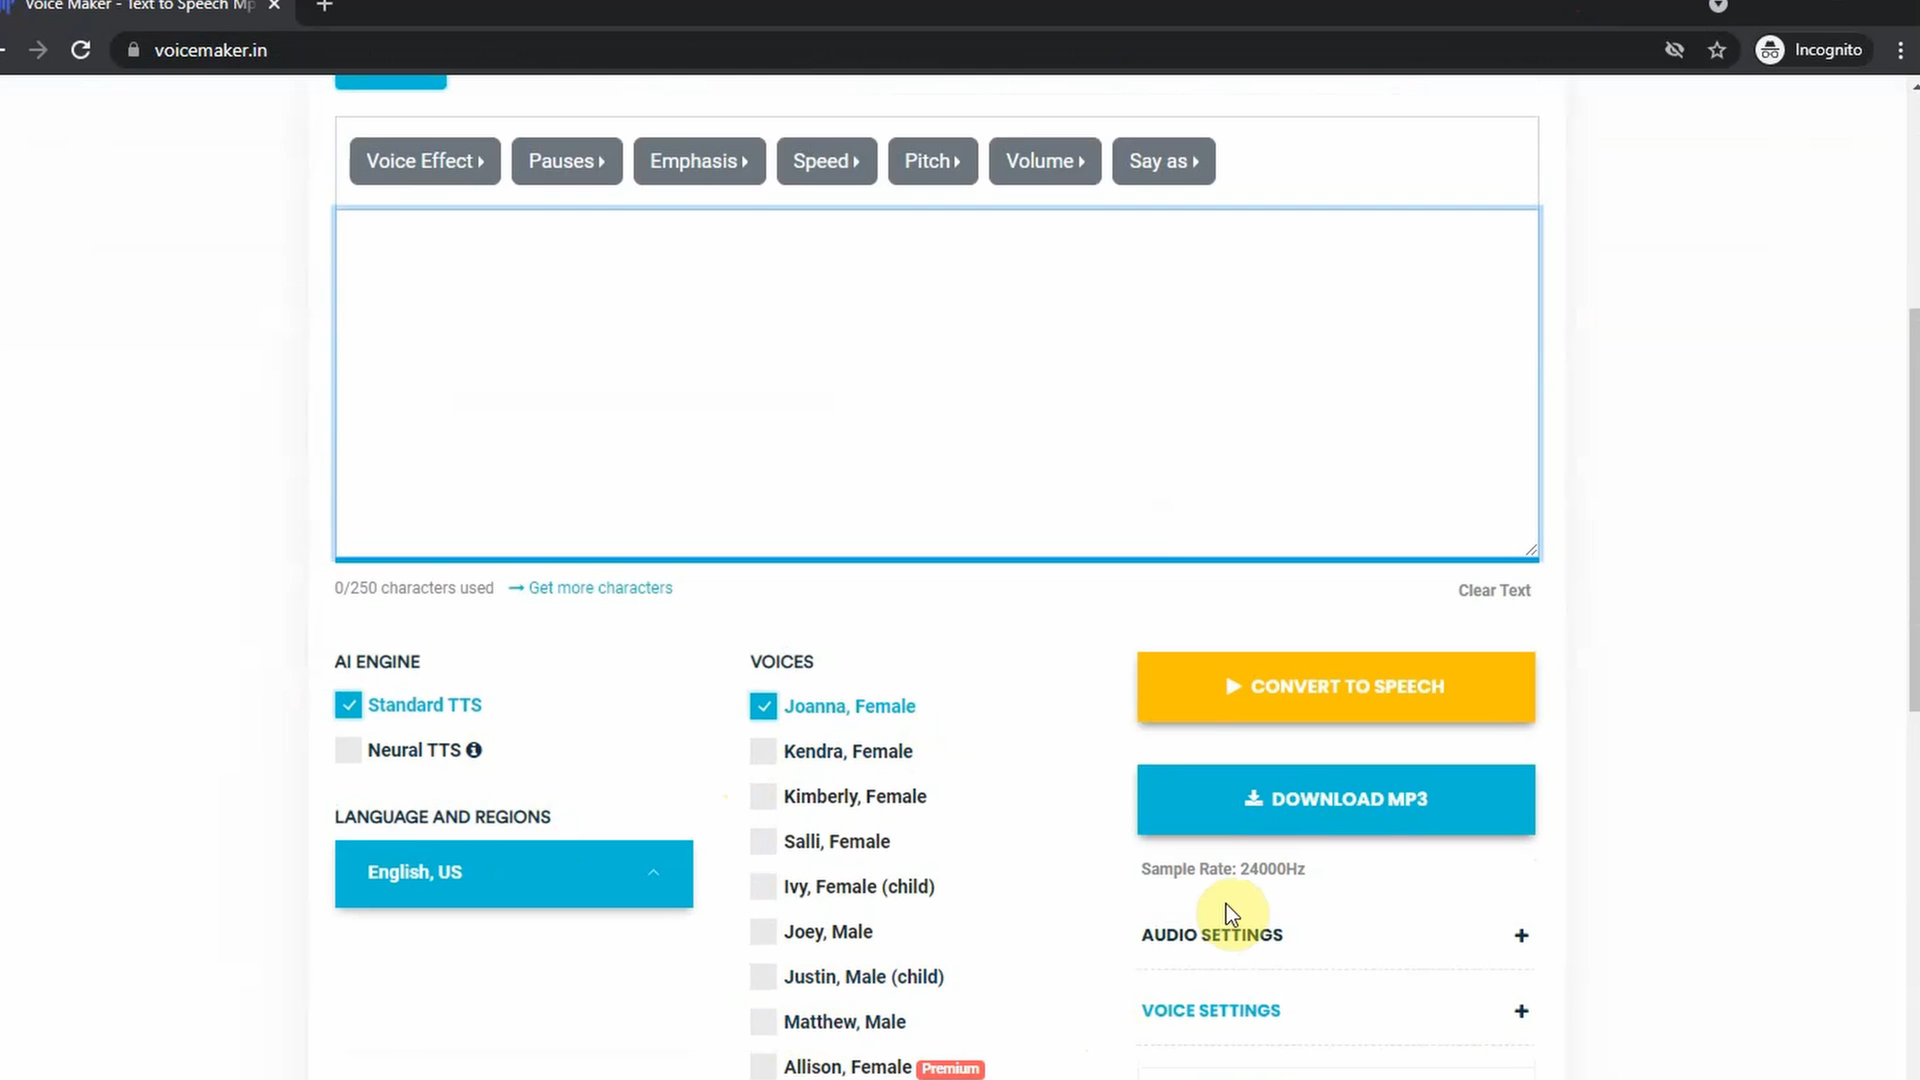 Voice Maker - Text to Speech Mp
voicemaker.in
Incognito
Voice Effect Pauses Emphasis Speed Pitch Volume Say as
0/250 characters used → Get more characters
Clear Text
AI ENGINE
Standard TTS
Neural TTS
LANGUAGE AND REGIONS
English, US
VOICES
Joanna, Female
Kendra, Female
Kimberly, Female
Salli, Female
Ivy, Female (child)
Joey, Male
Justin, Male (child)
Matthew, Male
Allison, Female Premium
CONVERT TO SPEECH
DOWNLOAD MP3
Sample Rate: 24000Hz
AUDIO SETTINGS +
VOICE SETTINGS +